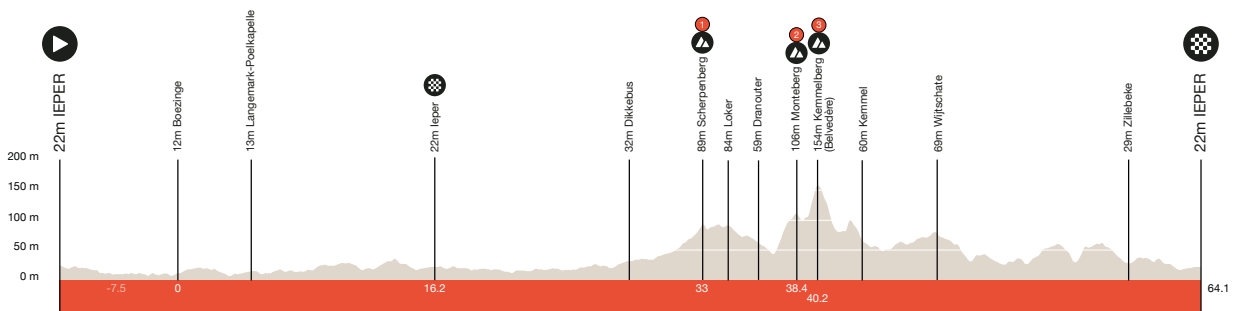 1
2
3
22m IEPER
12m Boezinge
13m Langemark-Poelkapelle
22m Ieper
32m Dikkebus
89m Scherpenberg
84m Loker
59m Dranouter
106m Monteberg
154m Kemmelberg
(Belvedère)
60m Kemmel
69m Wijtschate
29m Zillebeke
22m IEPER
200 m
150 m
100 m
50 m
0 m
-7.5
0
16.2
33
38.4
40.2
64.1